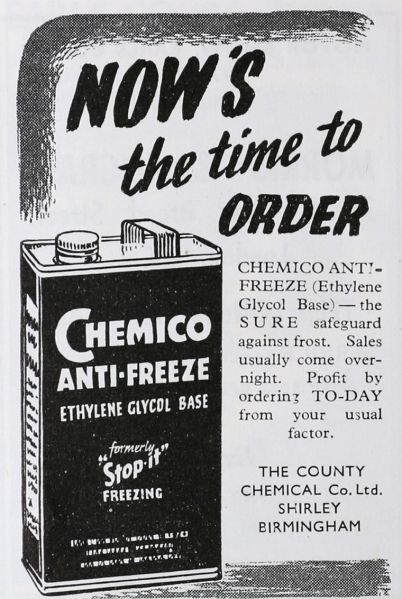 NOW'S
the time to
ORDER
CHEMICO ANTI-
FREEZE (Ethylene
Glycol Base) — the
SURE safeguard
against frost. Sales
usually come over-
night. Profit by
ordering TO-DAY
from your usual
factor.
THE COUNTY
CHEMICAL Co. Ltd.
SHIRLEY
BIRMINGHAM
CHEMICO
ANTI-FREEZE
ETHYLENE GLYCOL BASE
formerly
"Stop-it"
FREEZING